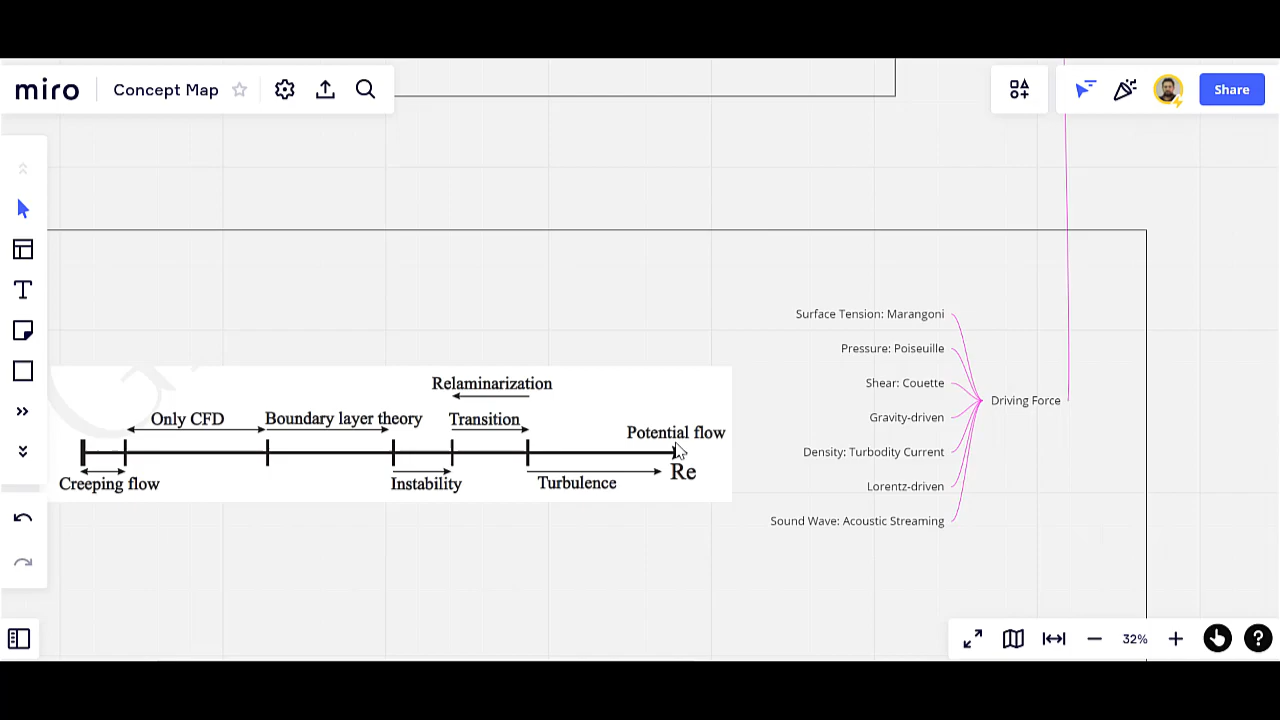 miro
Concept Map
Share
Relaminarization
Only CFD
Boundary layer theory
Transition
Potential flow
Re
Creeping flow
Instability
Turbulence
Surface Tension: Marangoni
Pressure: Poiseuille
Shear: Couette
Gravity-driven
Density: Turbodity Current
Lorentz-driven
Sound Wave: Acoustic Streaming
Driving Force
32%